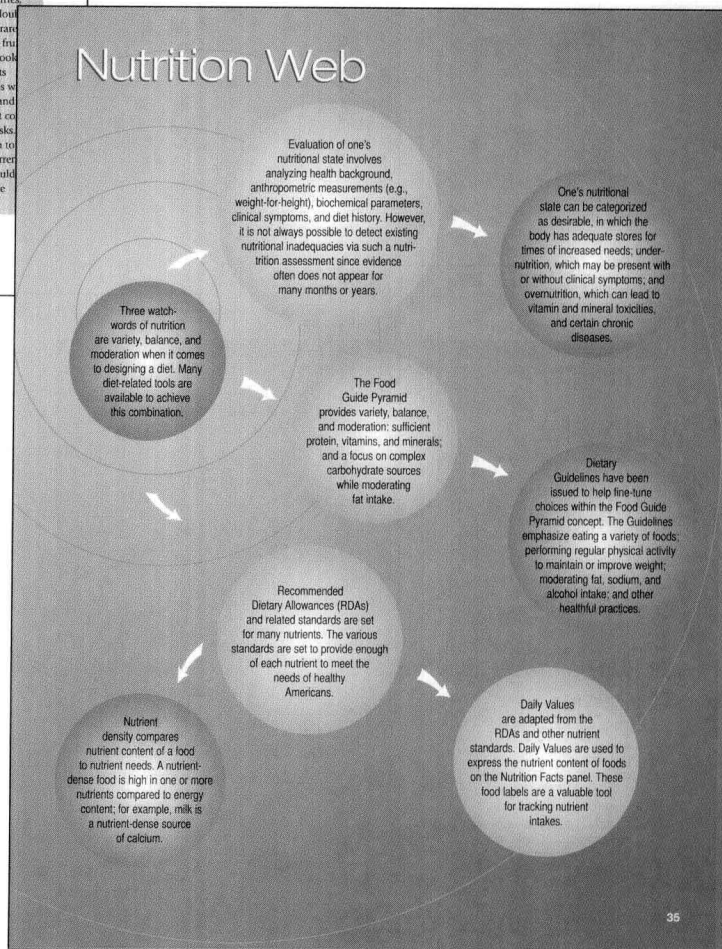 Nutrition Web
Evaluation of one's
nutritional state involves
analyzing health background,
anthropometric measurements (e.g.,
weight-for-height), biochemical parameters,
clinical symptoms, and diet history. However,
it is not always possible to detect existing
nutritional inadequacies via such a nutri-
trition assessment since evidence
often does not appear for
many months or years.
One's nutritional
state can be categorized
as desirable, in which the
body has adequate stores for
times of increased needs; under-
nutrition, which may be present with
or without clinical symptoms; and
overnutrition, which can lead to
vitamin and mineral toxicities,
and certain chronic
diseases.
Three watch-
words of nutrition
are variety, balance, and
moderation when it comes
to designing a diet. Many
diet-related tools are
available to achieve
this combination.
The Food
Guide Pyramid
provides variety, balance,
and moderation: sufficient
protein, vitamins, and minerals;
and a focus on complex
carbohydrate sources
while moderating
fat intake.
Dietary
Guidelines have been
issued to help fine-tune
choices within the Food Guide
Pyramid concept. The Guidelines
emphasize eating a variety of foods;
performing regular physical activity
to maintain or improve weight;
moderating fat, sodium, and
alcohol intake; and other
healthful practices.
Recommended
Dietary Allowances (RDAs)
and related standards are set
for many nutrients. The various
standards are set to provide enough
of each nutrient to meet the
needs of healthy
Americans.
Nutrient
density compares
nutrient content of a food
to nutrient needs. A nutrient-
dense food is high in one or more
nutrients compared to energy
content; for example, milk is
a nutrient-dense source
of calcium.
Daily Values
are adapted from the
RDAs and other nutrient
standards. Daily Values are used to
express the nutrient content of foods
on the Nutrition Facts panel. These
food labels are a valuable tool
for tracking nutrient
intakes.
35